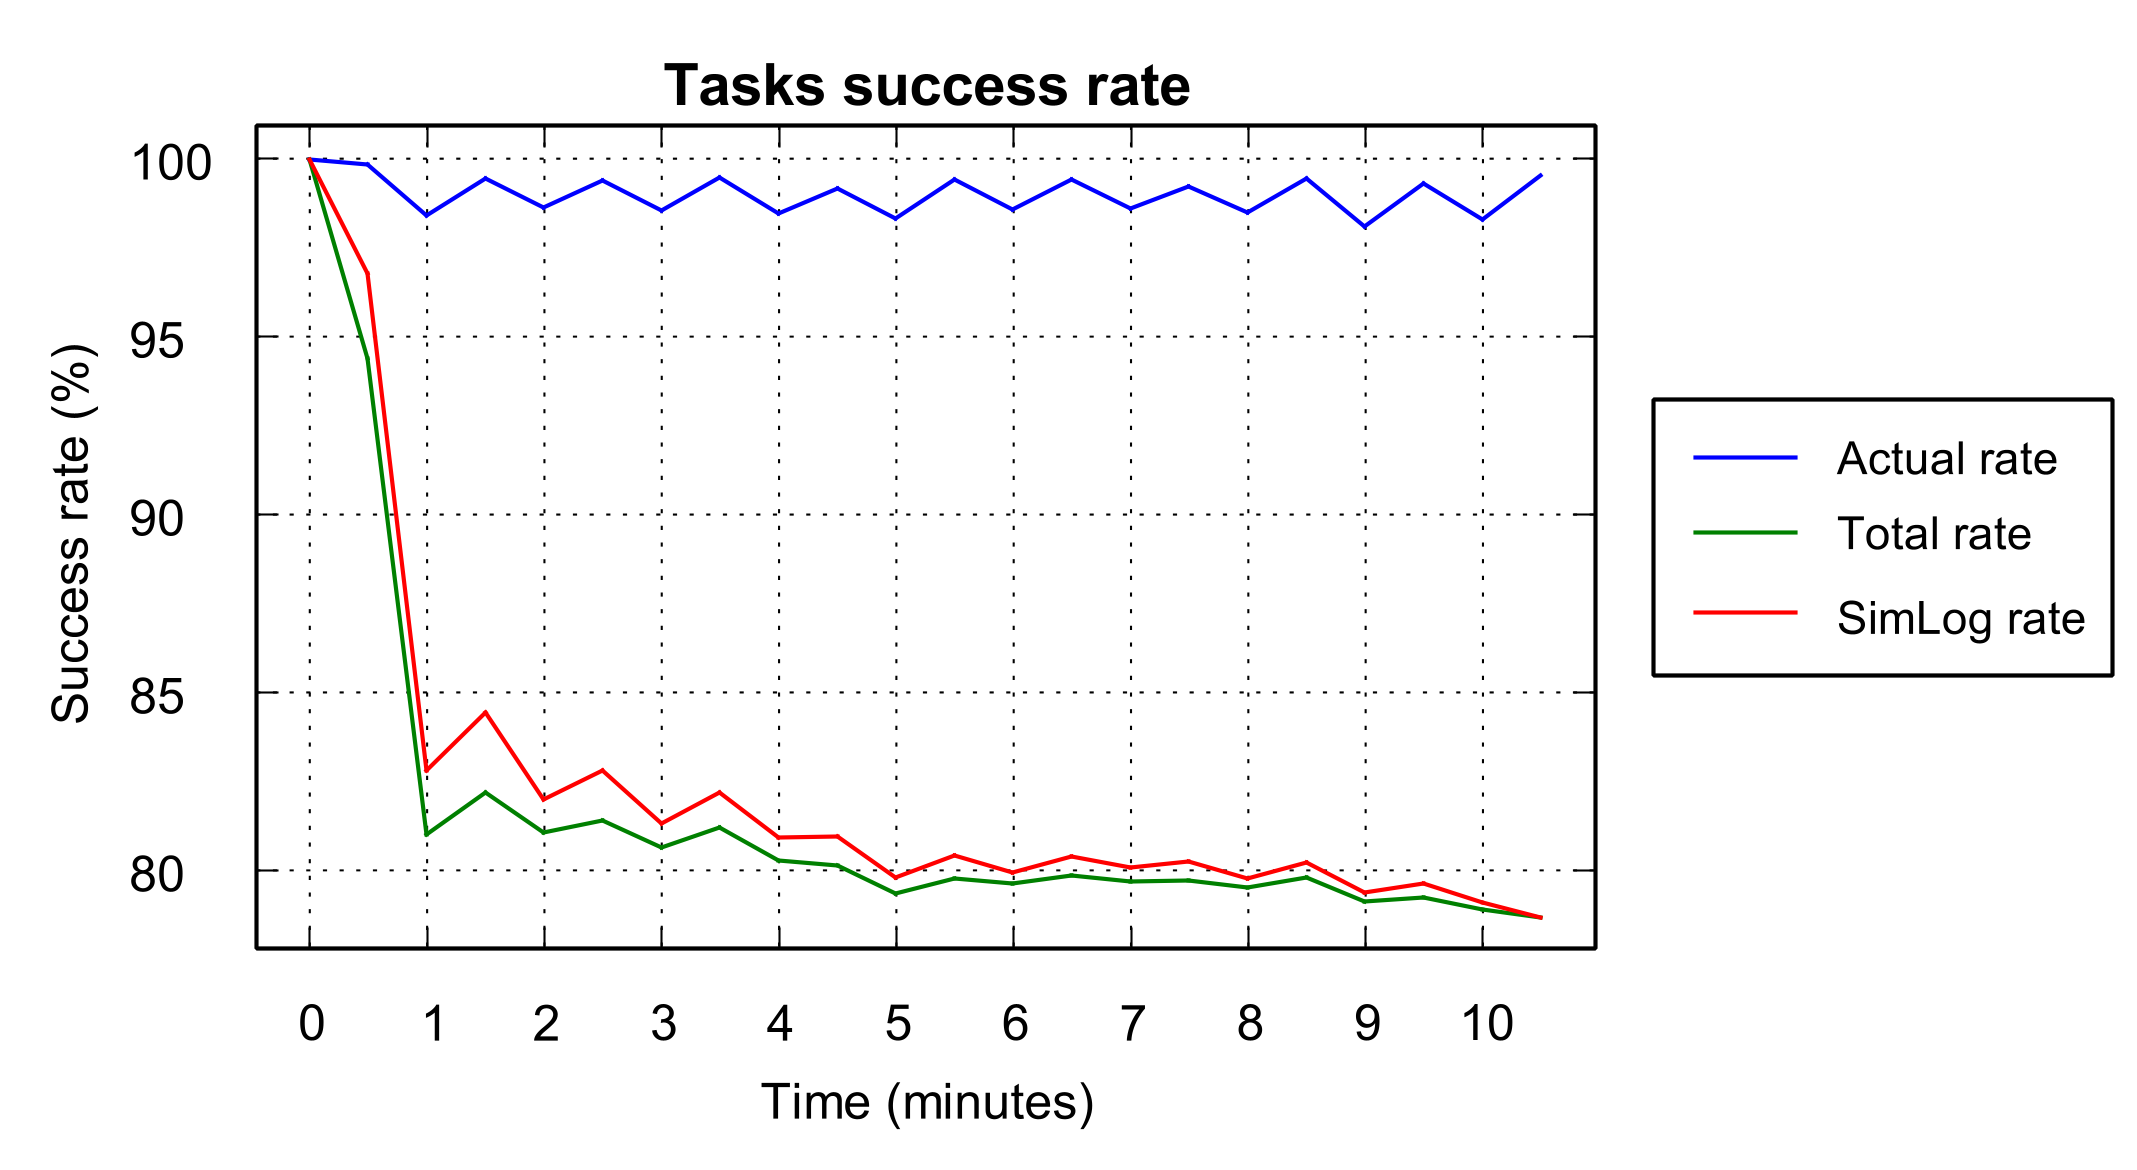 Tasks success rate
100
95
90
85
80
Success rate (%)
0 1 2 3 4 5 6 7 8 9 10
Time (minutes)
Actual rate
Total rate
SimLog rate